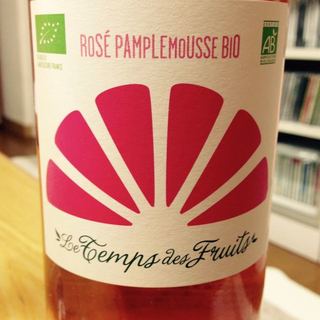 RoSÉ PAMPLEMOUSSE BIO
AB
Le Temps des Fruits